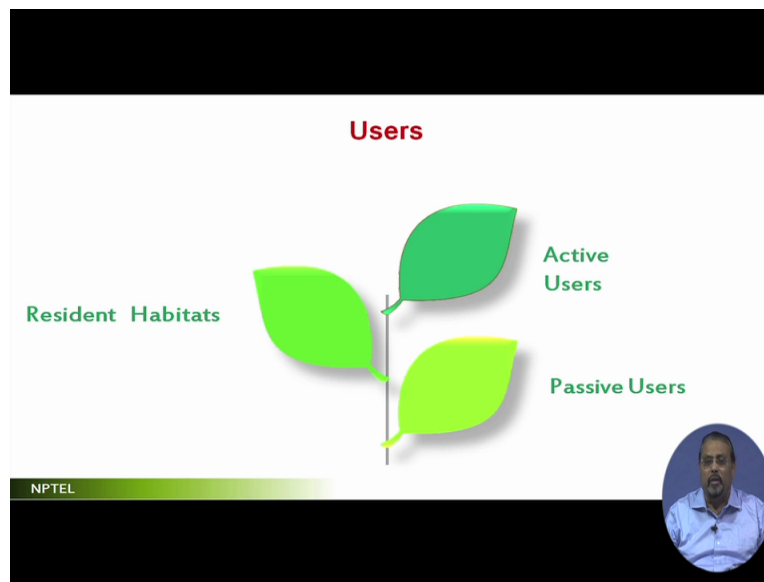 Users
Active
Users
Resident Habitats
Passive Users
NPTEL